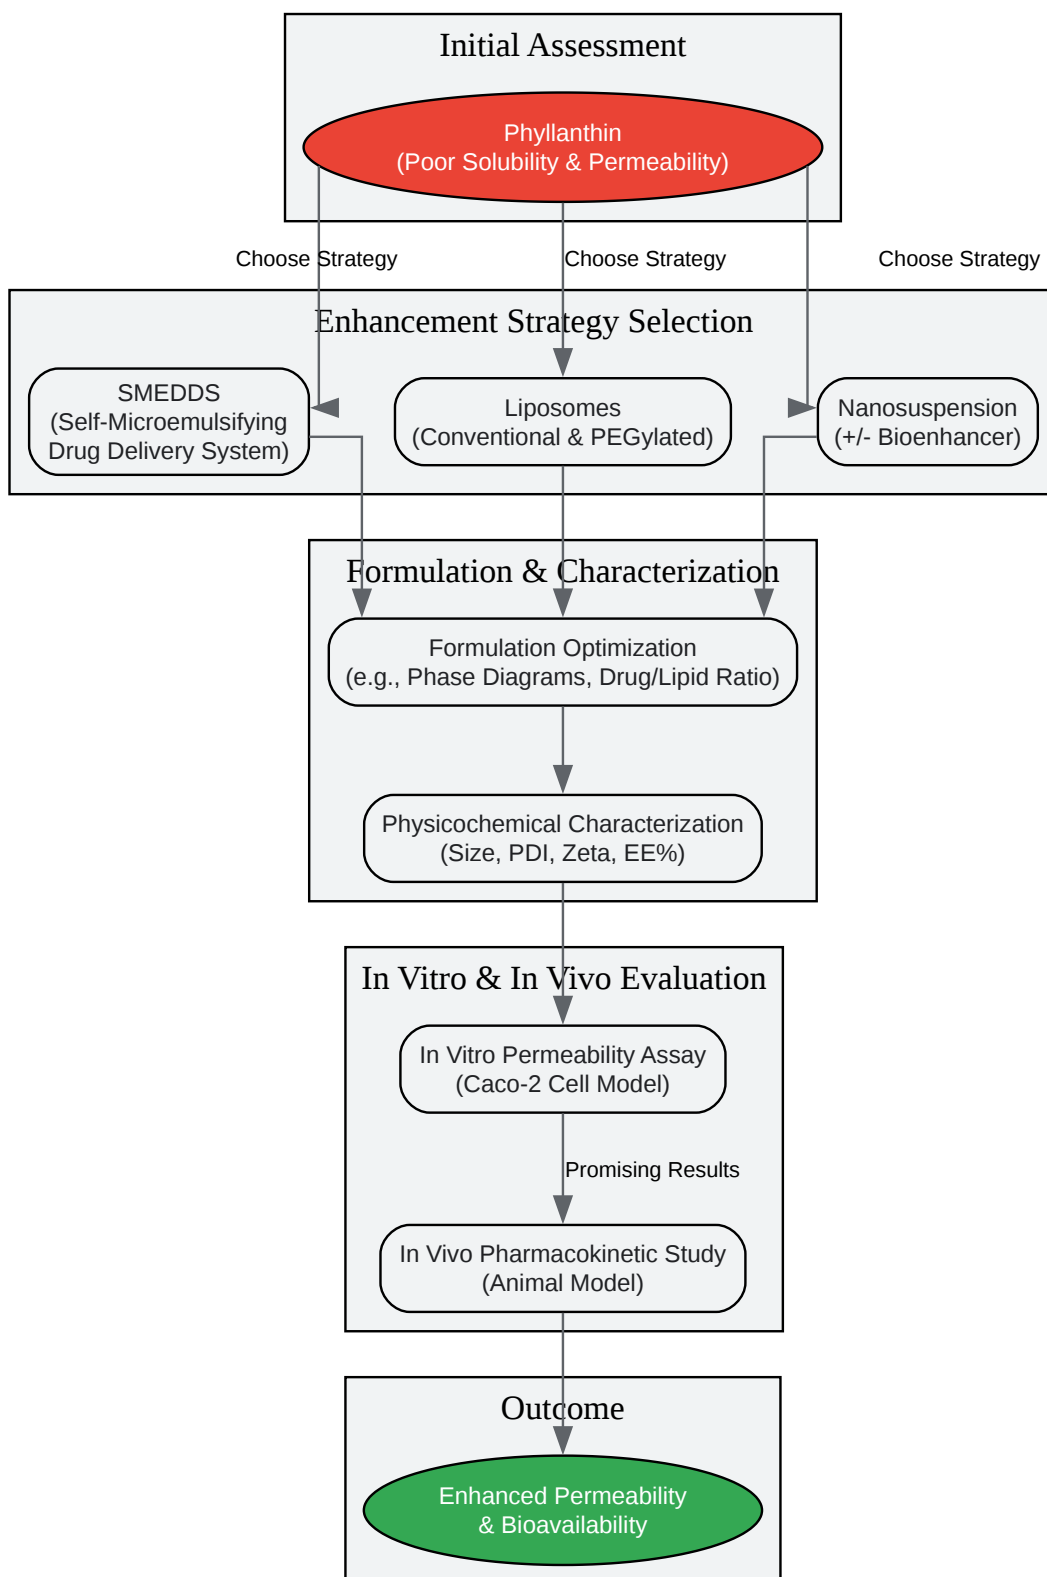 Initial Assessment
Phyllanthin
(Poor Solubility & Permeability)
Choose Strategy
Choose Strategy
Choose Strategy
Enhancement Strategy Selection
SMEDDS
(Self-Microemulsifying
Drug Delivery System)
Liposomes
(Conventional & PEGylated)
Nanosuspension
(+/- Bioenhancer)
Formulation & Characterization
Formulation Optimization
(e.g., Phase Diagrams, Drug/Lipid Ratio)
Physicochemical Characterization
(Size, PDI, Zeta, EE%)
In Vitro & In Vivo Evaluation
In Vitro Permeability Assay
(Caco-2 Cell Model)
Promising Results
In Vivo Pharmacokinetic Study
(Animal Model)
Outcome
Enhanced Permeability
& Bioavailability